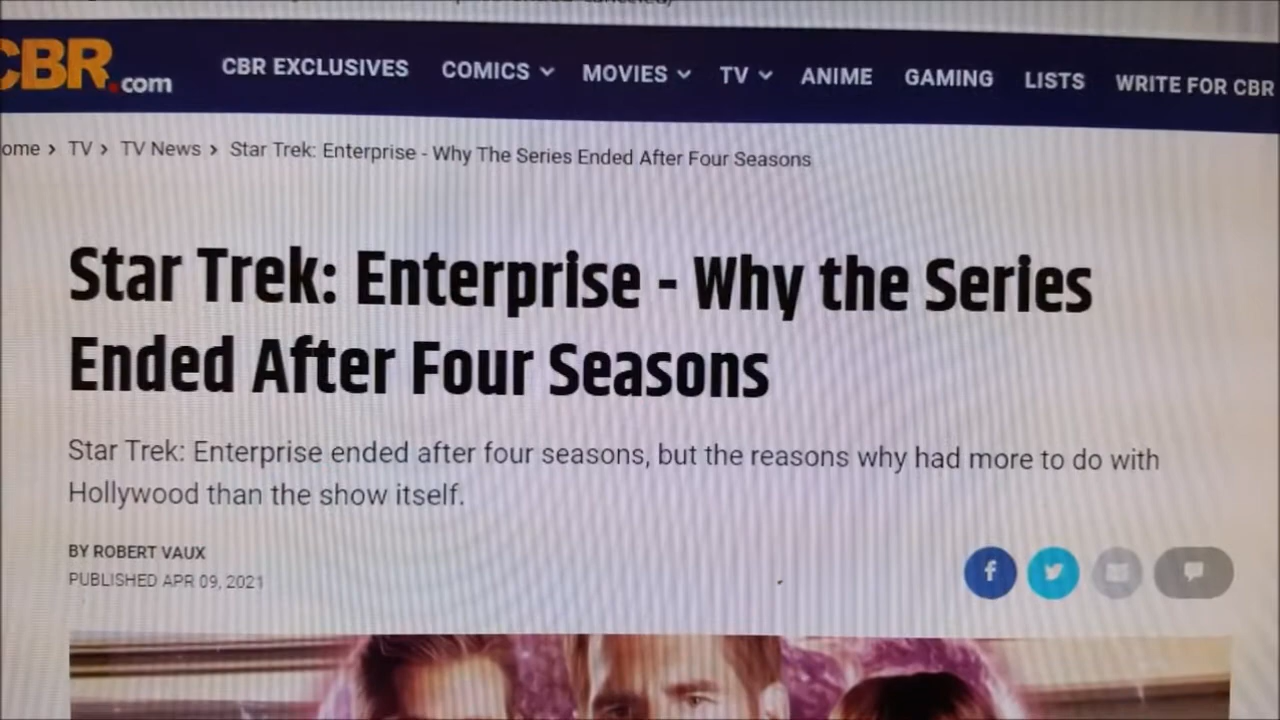 CBR.com CBR EXCLUSIVES COMICS MOVIES TV ANIME GAMING LISTS WRITE FOR CBR
ome > TV > TV News > Star Trek: Enterprise - Why The Series Ended After Four Seasons
Star Trek: Enterprise - Why the Series
Ended After Four Seasons
Star Trek: Enterprise ended after four seasons, but the reasons why had more to do with
Hollywood than the show itself.
BY ROBERT VAUX
PUBLISHED APR 09, 2021